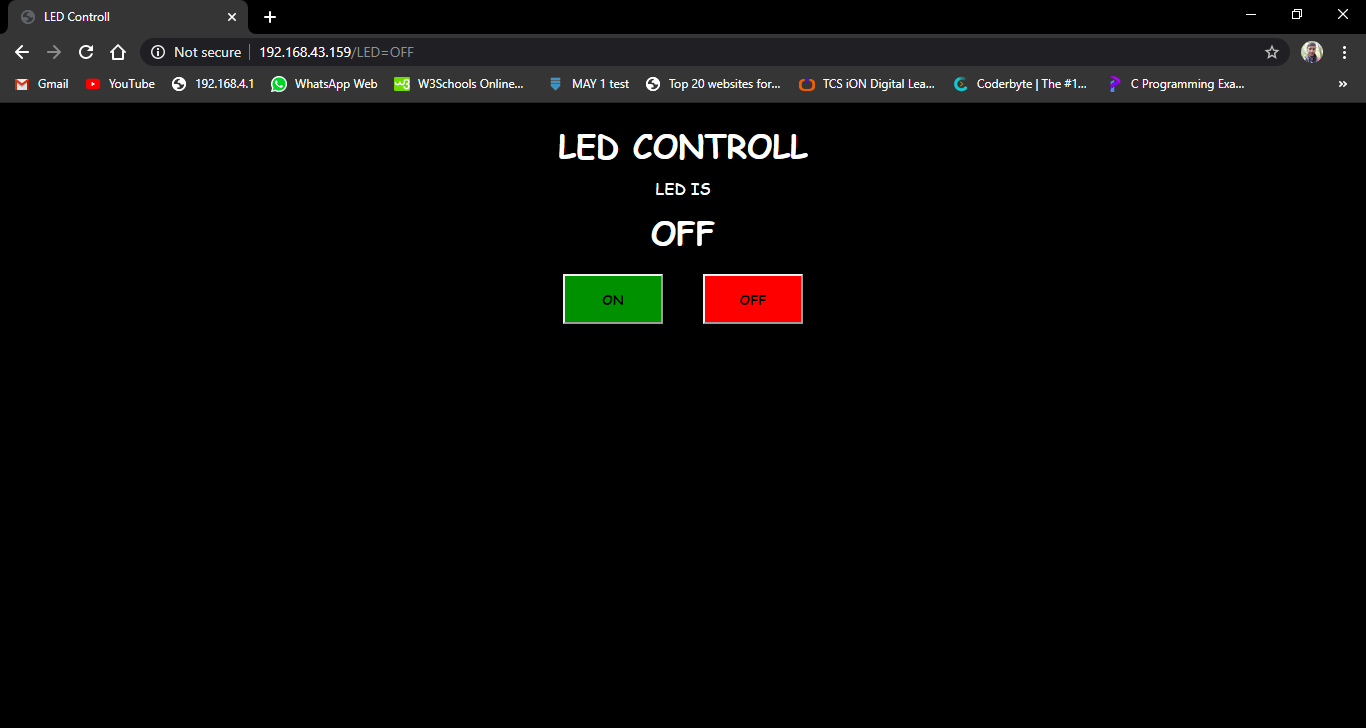 LED Controll
Not secure 192.168.43.159/LED=OFF
Gmail YouTube 192.168.4.1 WhatsApp Web W3Schools Online... MAY 1 test Top 20 websites for... TCS iON Digital Lea... Coderbyte | The #1... C Programming Exa... »
LED CONTROLL
LED IS
OFF
ON OFF